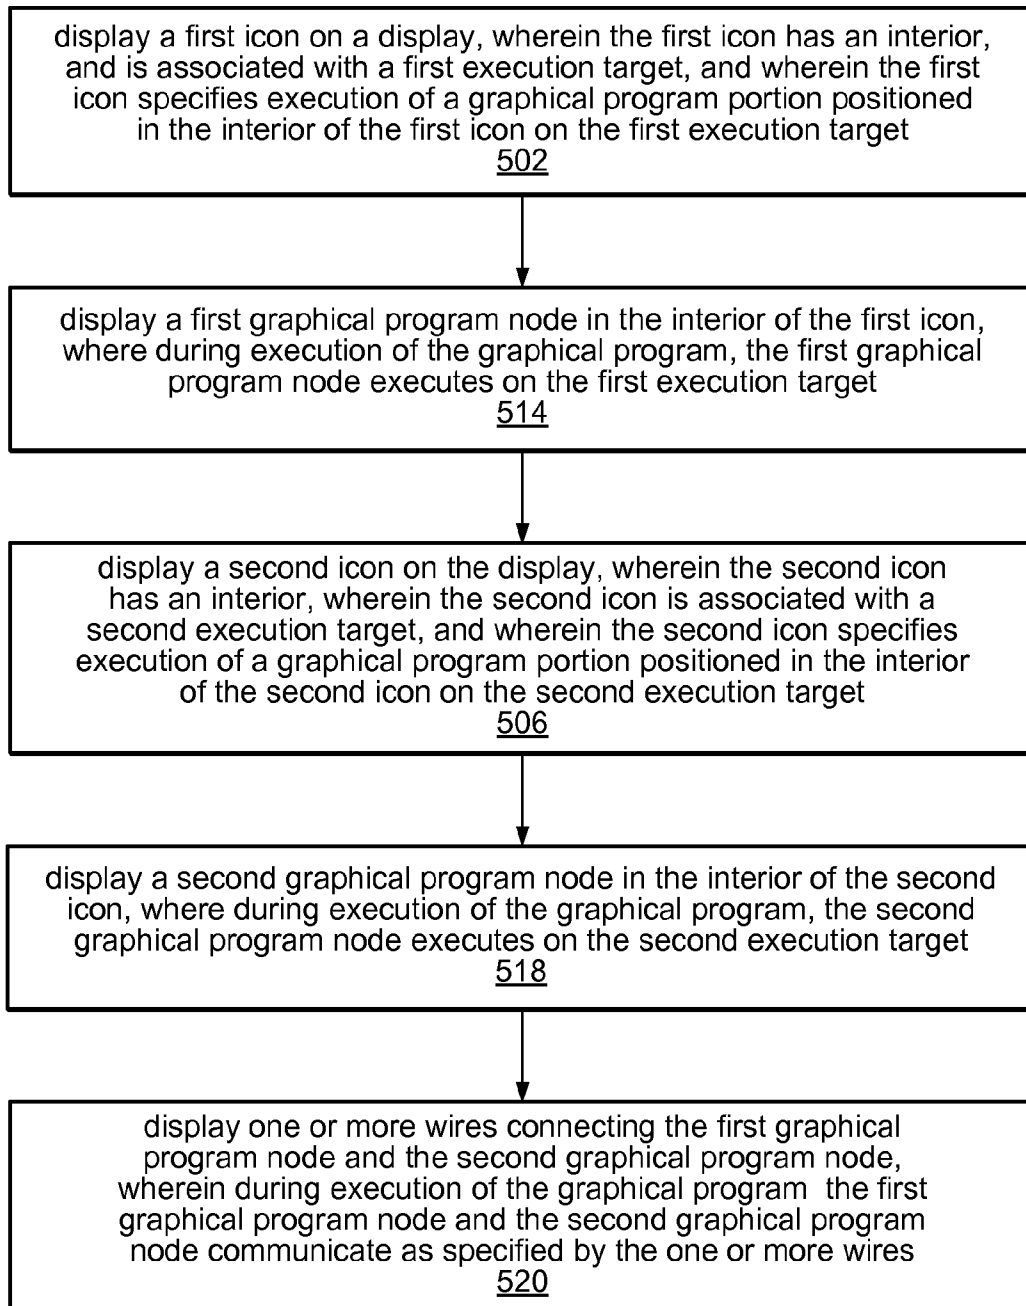 display a first icon on a display, wherein the first icon has an interior,
and is associated with a first execution target, and wherein the first
icon specifies execution of a graphical program portion positioned
in the interior of the first icon on the first execution target
502
display a first graphical program node in the interior of the first icon,
where during execution of the graphical program, the first graphical
program node executes on the first execution target
514
display a second icon on the display, wherein the second icon
has an interior, wherein the second icon is associated with a
second execution target, and wherein the second icon specifies
execution of a graphical program portion positioned in the interior
of the second icon on the second execution target
506
display a second graphical program node in the interior of the second
icon, where during execution of the graphical program, the second
graphical program node executes on the second execution target
518
display one or more wires connecting the first graphical
program node and the second graphical program node,
wherein during execution of the graphical program  the first
graphical program node and the second graphical program
node communicate as specified by the one or more wires
520